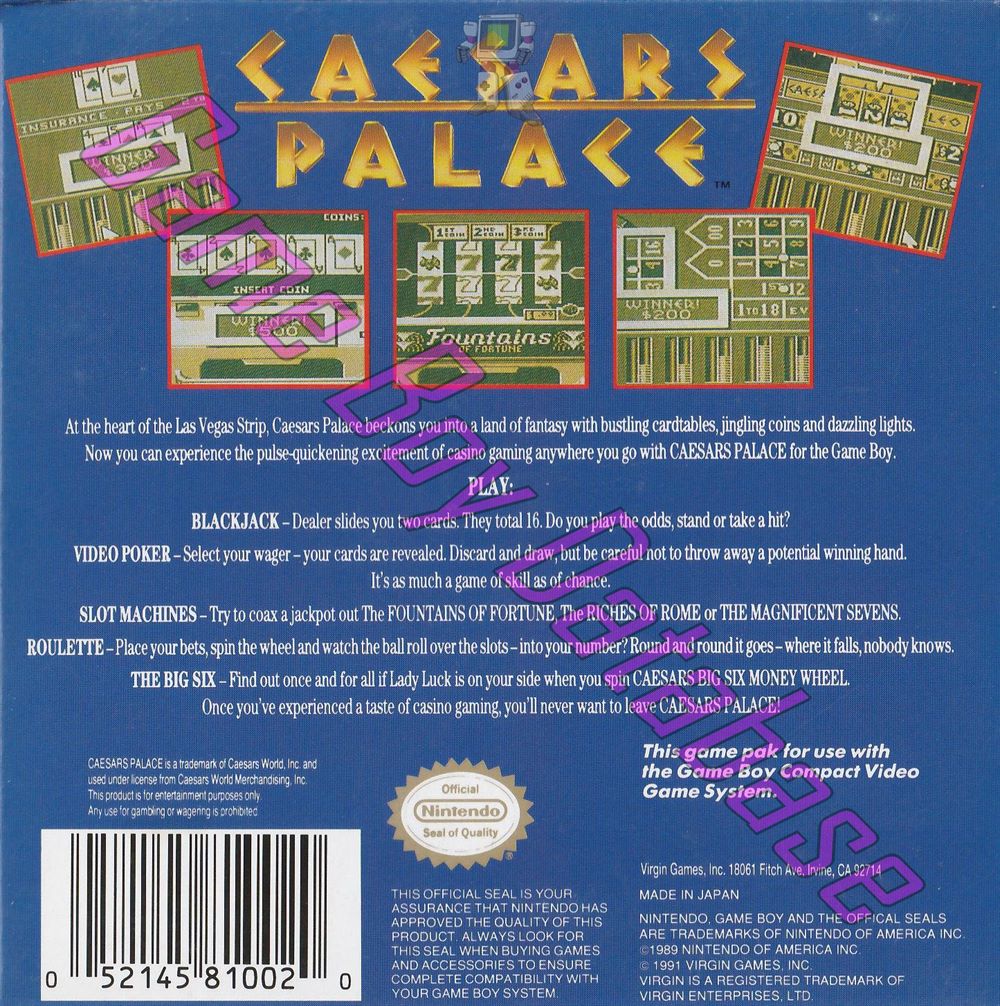 CAESARS
PALACE
TM
INSURANCE PAYS
WINNER!
WINNER!
$200
LEO
10
$2
COINS:
INSERT COIN
WINNER!
$500
1ST COIN 2ND COIN 3RD COIN
Fountains
OF FORTUNE
WINNER!
$200
00
1ST 12
1 TO 18 EV
At the heart of the Las Vegas Strip, Caesars Palace beckons you into a land of fantasy with bustling cardtables, jingling coins and dazzling lights.
Now you can experience the pulse-quickening excitement of casino gaming anywhere you go with CAESARS PALACE for the Game Boy.
PLAY:
BLACKJACK – Dealer slides you two cards. They total 16. Do you play the odds, stand or take a hit?
VIDEO POKER – Select your wager – your cards are revealed. Discard and draw, but be careful not to throw away a potential winning hand.
It's as much a game of skill as of chance.
SLOT MACHINES – Try to coax a jackpot out The FOUNTAINS OF FORTUNE, The RICHES OF ROME or THE MAGNIFICENT SEVENS.
ROULETTE – Place your bets, spin the wheel and watch the ball roll over the slots – into your number? Round and round it goes – where it falls, nobody knows.
THE BIG SIX – Find out once and for all if Lady Luck is on your side when you spin CAESARS BIG SIX MONEY WHEEL.
Once you've experienced a taste of casino gaming, you'll never want to leave CAESARS PALACE!
Game Boy Database
CAESARS PALACE is a trademark of Caesars World, Inc. and
used under license from Caesars World Merchandising, Inc.
This product is for entertainment purposes only.
Any use for gambling or wagering is prohibited.
0 52145 81002 0
Official
Nintendo
Seal of Quality
®
THIS OFFICIAL SEAL IS YOUR
ASSURANCE THAT NINTENDO HAS
APPROVED THE QUALITY OF THIS
PRODUCT. ALWAYS LOOK FOR
THIS SEAL WHEN BUYING GAMES
AND ACCESSORIES TO ENSURE
COMPLETE COMPATIBILITY WITH
YOUR GAME BOY SYSTEM.
This game pak for use with
the Game Boy Compact Video
Game System.
Virgin Games, Inc. 18061 Fitch Ave. Irvine, CA 92714
MADE IN JAPAN
NINTENDO, GAME BOY AND THE OFFICAL SEALS
ARE TRADEMARKS OF NINTENDO OF AMERICA INC.
©1989 NINTENDO OF AMERICA INC.
© 1991 VIRGIN GAMES, INC.
VIRGIN IS A REGISTERED TRADEMARK OF
VIRGIN ENTERPRISES, LTD.